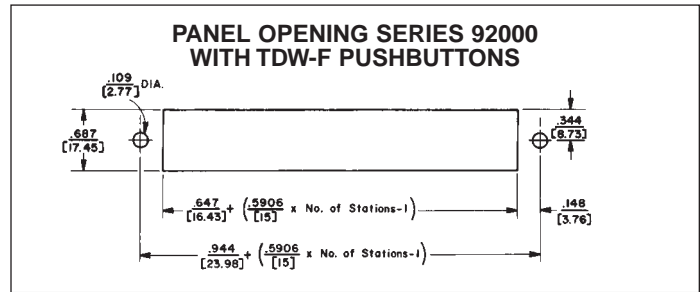 PANEL OPENING SERIES 92000
WITH TDW-F PUSHBUTTONS
.109
[2.77] DIA.
.687
[17.45]
.344
[8.73]
.647
[16.43] + (.5906
[15] x No. of Stations-1)
.148
[3.76]
.944
[23.98] + (.5906
[15] x No. of Stations-1)